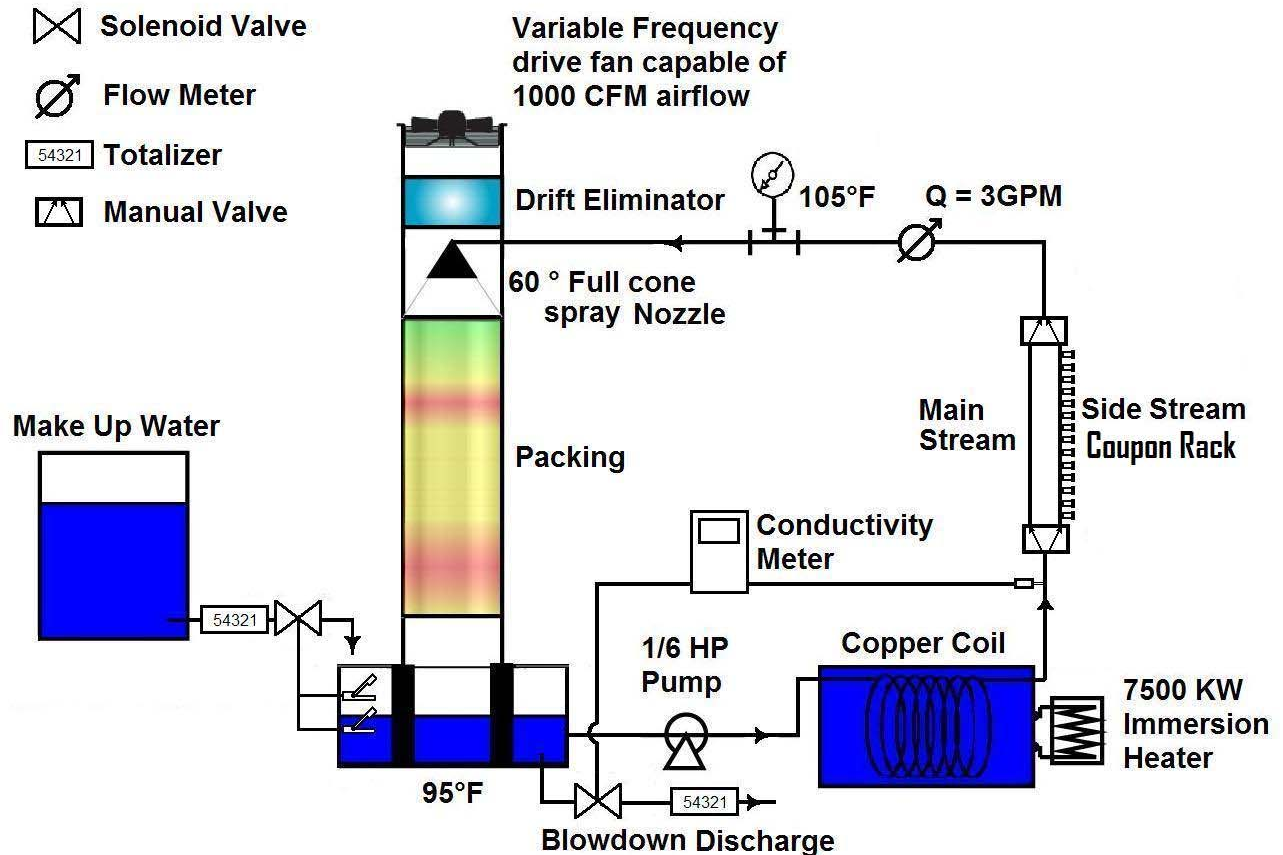 Solenoid Valve
Flow Meter
54321 Totalizer
Manual Valve
Variable Frequency
drive fan capable of
1000 CFM airflow
Drift Eliminator
105°F
Q = 3GPM
60 ° Full cone
spray Nozzle
Make Up Water
Packing
Main
Stream
Side Stream
Coupon Rack
Conductivity
Meter
54321
1/6 HP
Pump
Copper Coil
7500 KW
Immersion
Heater
95°F
54321
Blowdown Discharge